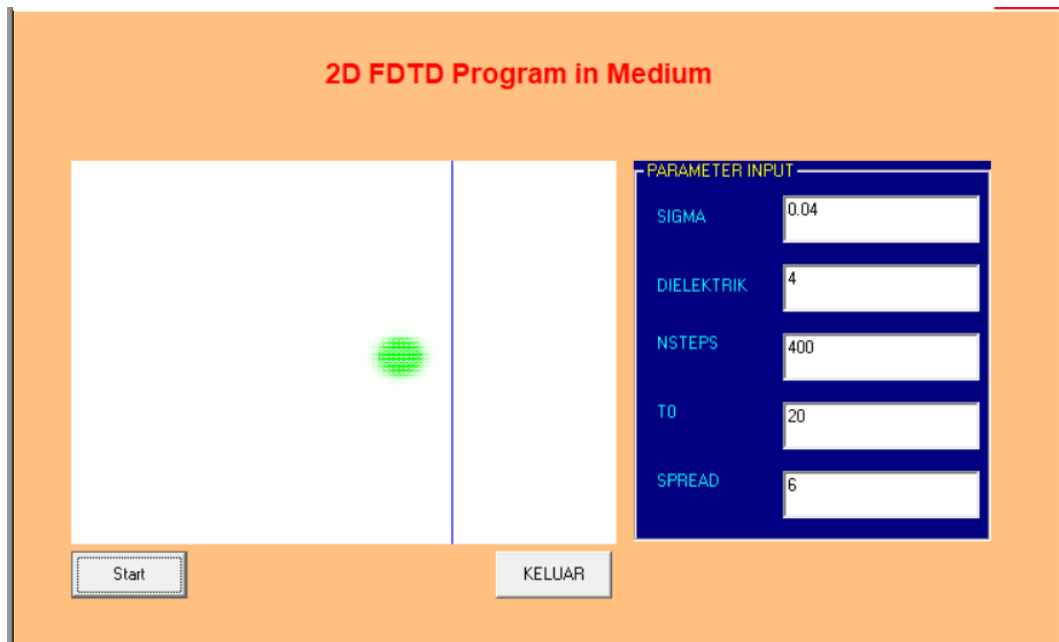 2D FDTD Program in Medium
PARAMETER INPUT
SIGMA 0.04
DIELEKTRIK 4
NSTEPS 400
T0 20
SPREAD 6
Start KELUAR